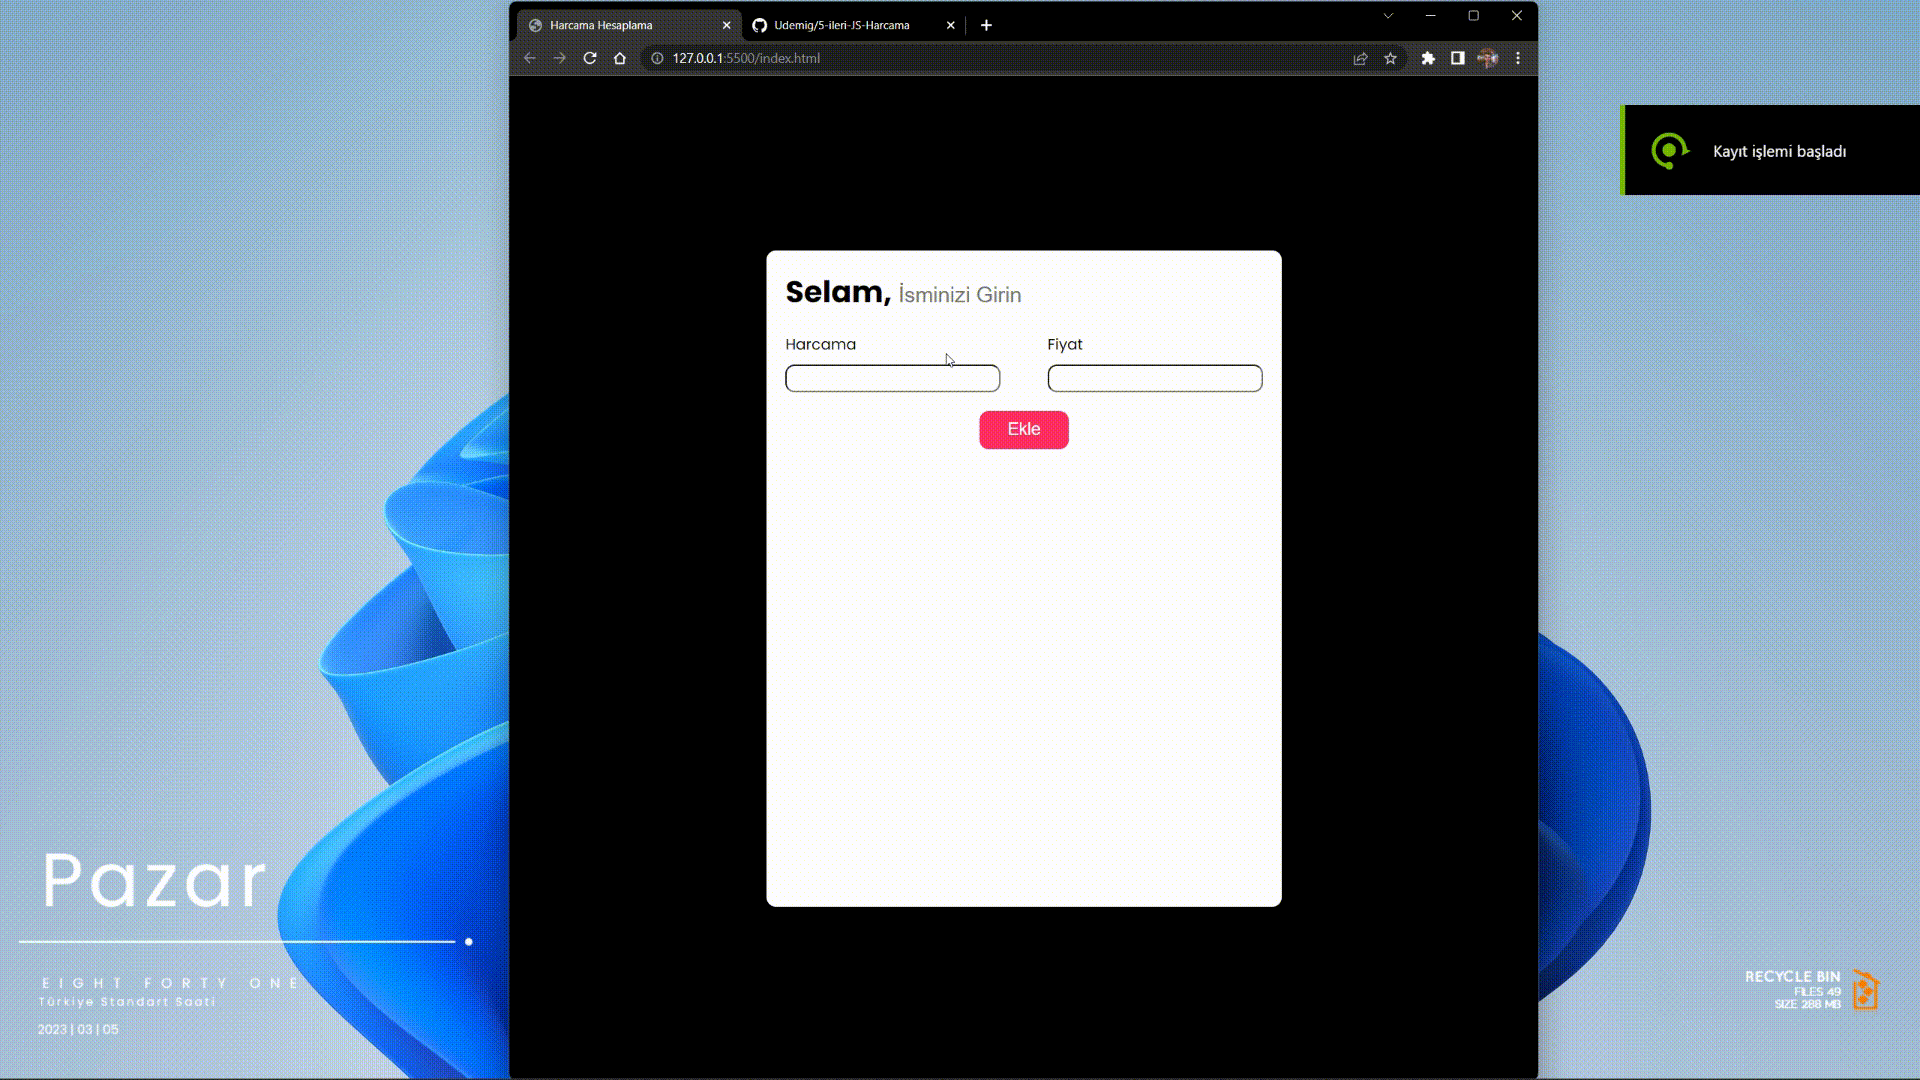 Harcama Hesaplama
Udemig/5-ileri-JS-Harcama
127.0.0.1:5500/index.html
Kayıt işlemi başladı
Selam, İsminizi Girin
Harcama
Fiyat
Ekle
Pazar
EIGHT FORTY ONE
Türkiye Standart Saati
2023 | 03 | 05
RECYCLE BIN
FILES 49
SIZE 288 MB